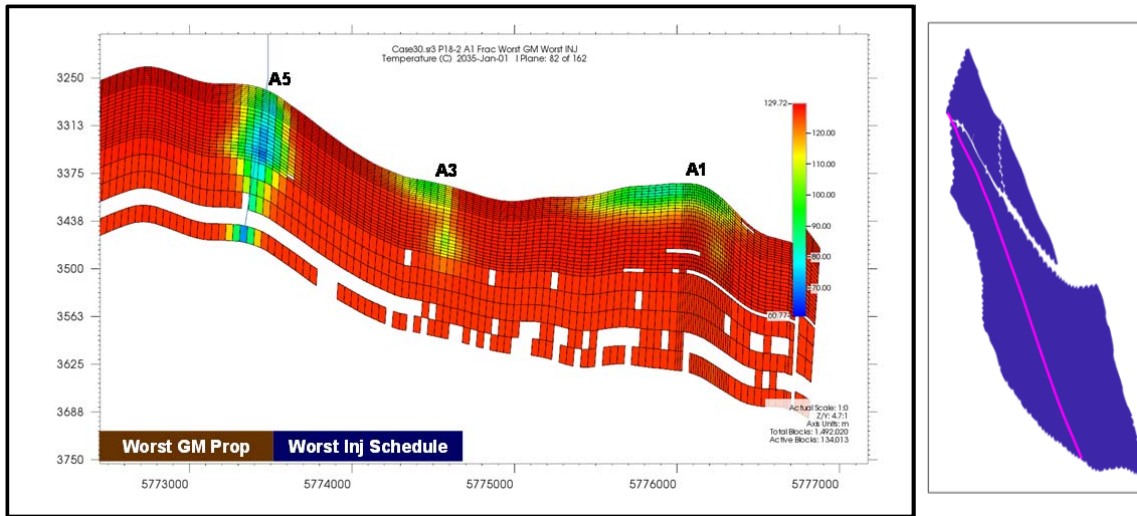 Case30.sr3 P18-2 A1 Frac Worst GM Worst INJ
Temperature (C) 2035-Jan-01 I Plane: 82 of 162
3250
3313
3375
3438
3500
3563
3625
3688
3750
A5
A3
A1
129.72
120.00
110.00
100.00
90.00
80.00
70.00
60.77
Actual Scale: 1:0
Z/Y: 4.7:1
Axis Units: m
Total Blocks: 1,492,020
Active Blocks: 134,013
Worst GM Prop
Worst Inj Schedule
5773000
5774000
5775000
5776000
5777000